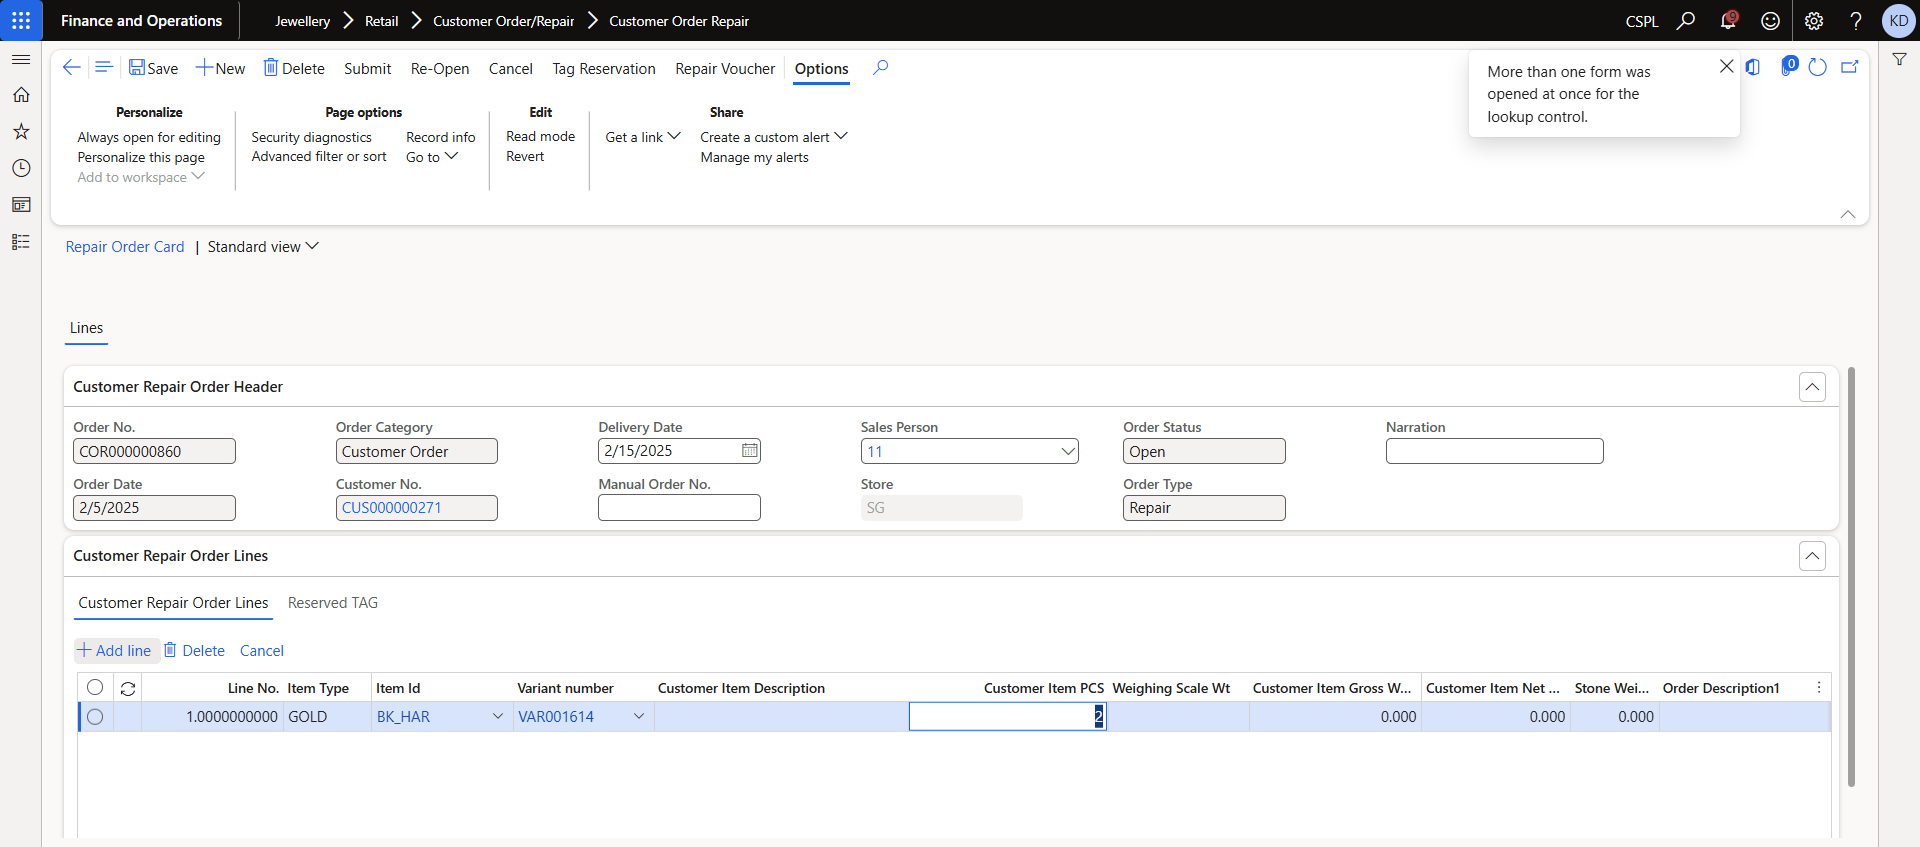 Finance and Operations
Jewellery
Retail
Customer Order/Repair
Customer Order Repair
CSPL
9
KD
Save
New
Delete
Submit
Re-Open
Cancel
Tag Reservation
Repair Voucher
Options
0
More than one form was
opened at once for the
lookup control.
Personalize
Always open for editing
Personalize this page
Add to workspace
Page options
Security diagnostics
Advanced filter or sort
Record info
Go to
Edit
Read mode
Revert
Get a link
Share
Create a custom alert
Manage my alerts
Repair Order Card | Standard view
Lines
Customer Repair Order Header
Order No.
COR000000860
Order Category
Customer Order
Delivery Date
2/15/2025
Sales Person
11
Order Status
Open
Narration
Order Date
2/5/2025
Customer No.
CUS000000271
Manual Order No.
Store
SG
Order Type
Repair
Customer Repair Order Lines
Customer Repair Order Lines
Reserved TAG
Add line
Delete
Cancel
Line No. Item Type Item Id Variant number Customer Item Description Customer Item PCS Weighing Scale Wt Customer Item Gross W... Customer Item Net ... Stone Wei... Order Description1
1.0000000000 GOLD BK_HAR VAR001614 2 0.000 0.000 0.000